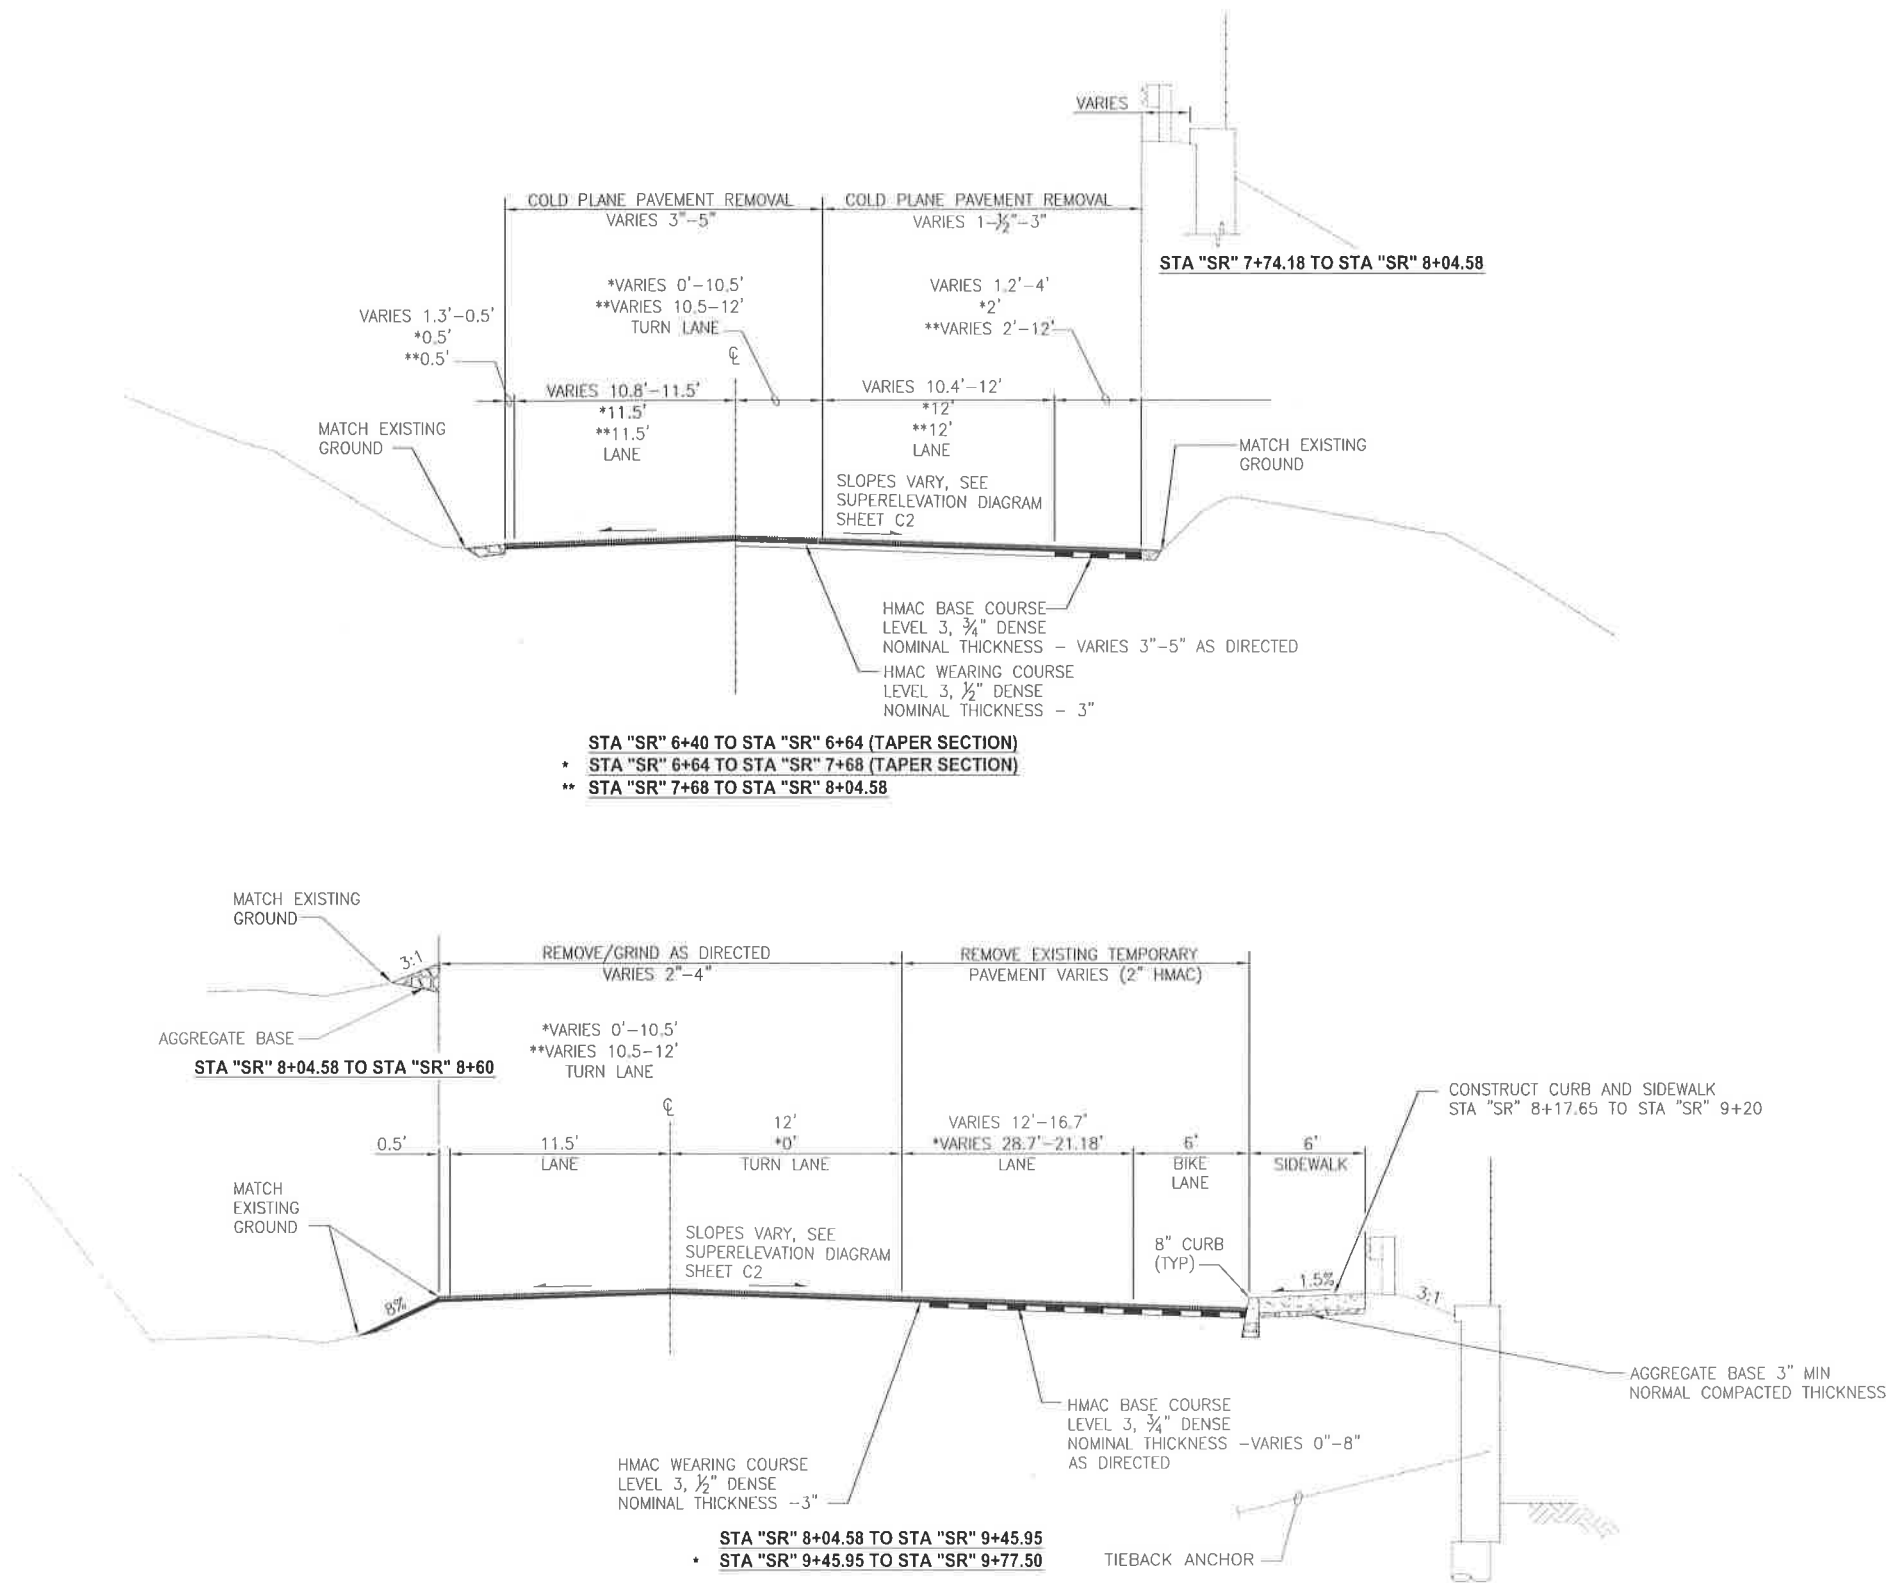 VARIES
COLD PLANE PAVEMENT REMOVAL
VARIES 3"-5"
COLD PLANE PAVEMENT REMOVAL
VARIES 1-½"-3"
STA "SR" 7+74.18 TO STA "SR" 8+04.58
*VARIES 0'-10.5'
**VARIES 10.5-12'
TURN LANE
VARIES 1.2'-4'
*2'
**VARIES 2'-12'
VARIES 1.3'-0.5'
*0.5'
**0.5'
℄
VARIES 10.8'-11.5'
*11.5'
**11.5'
LANE
VARIES 10.4'-12'
*12'
**12'
LANE
MATCH EXISTING
GROUND
MATCH EXISTING
GROUND
SLOPES VARY, SEE
SUPERELEVATION DIAGRAM
SHEET C2
HMAC BASE COURSE
LEVEL 3, ¾" DENSE
NOMINAL THICKNESS - VARIES 3"-5" AS DIRECTED
HMAC WEARING COURSE
LEVEL 3, ½" DENSE
NOMINAL THICKNESS - 3"
STA "SR" 6+40 TO STA "SR" 6+64 (TAPER SECTION)
* STA "SR" 6+64 TO STA "SR" 7+68 (TAPER SECTION)
** STA "SR" 7+68 TO STA "SR" 8+04.58
MATCH EXISTING
GROUND
3:1
AGGREGATE BASE
STA "SR" 8+04.58 TO STA "SR" 8+60
REMOVE/GRIND AS DIRECTED
VARIES 2"-4"
REMOVE EXISTING TEMPORARY
PAVEMENT VARIES (2" HMAC)
*VARIES 0'-10.5'
**VARIES 10.5-12'
TURN LANE
℄
0.5'
11.5'
LANE
12'
*0'
TURN LANE
VARIES 12'-16.7'
*VARIES 28.7'-21.18'
LANE
6'
BIKE
LANE
6'
SIDEWALK
CONSTRUCT CURB AND SIDEWALK
STA "SR" 8+17.65 TO STA "SR" 9+20
MATCH
EXISTING
GROUND
8%
SLOPES VARY, SEE
SUPERELEVATION DIAGRAM
SHEET C2
8" CURB
(TYP)
1.5%
3:1
AGGREGATE BASE 3" MIN
NORMAL COMPACTED THICKNESS
HMAC BASE COURSE
LEVEL 3, ¾" DENSE
NOMINAL THICKNESS -VARIES 0"-8"
AS DIRECTED
HMAC WEARING COURSE
LEVEL 3, ½" DENSE
NOMINAL THICKNESS -3"
STA "SR" 8+04.58 TO STA "SR" 9+45.95
* STA "SR" 9+45.95 TO STA "SR" 9+77.50
TIEBACK ANCHOR